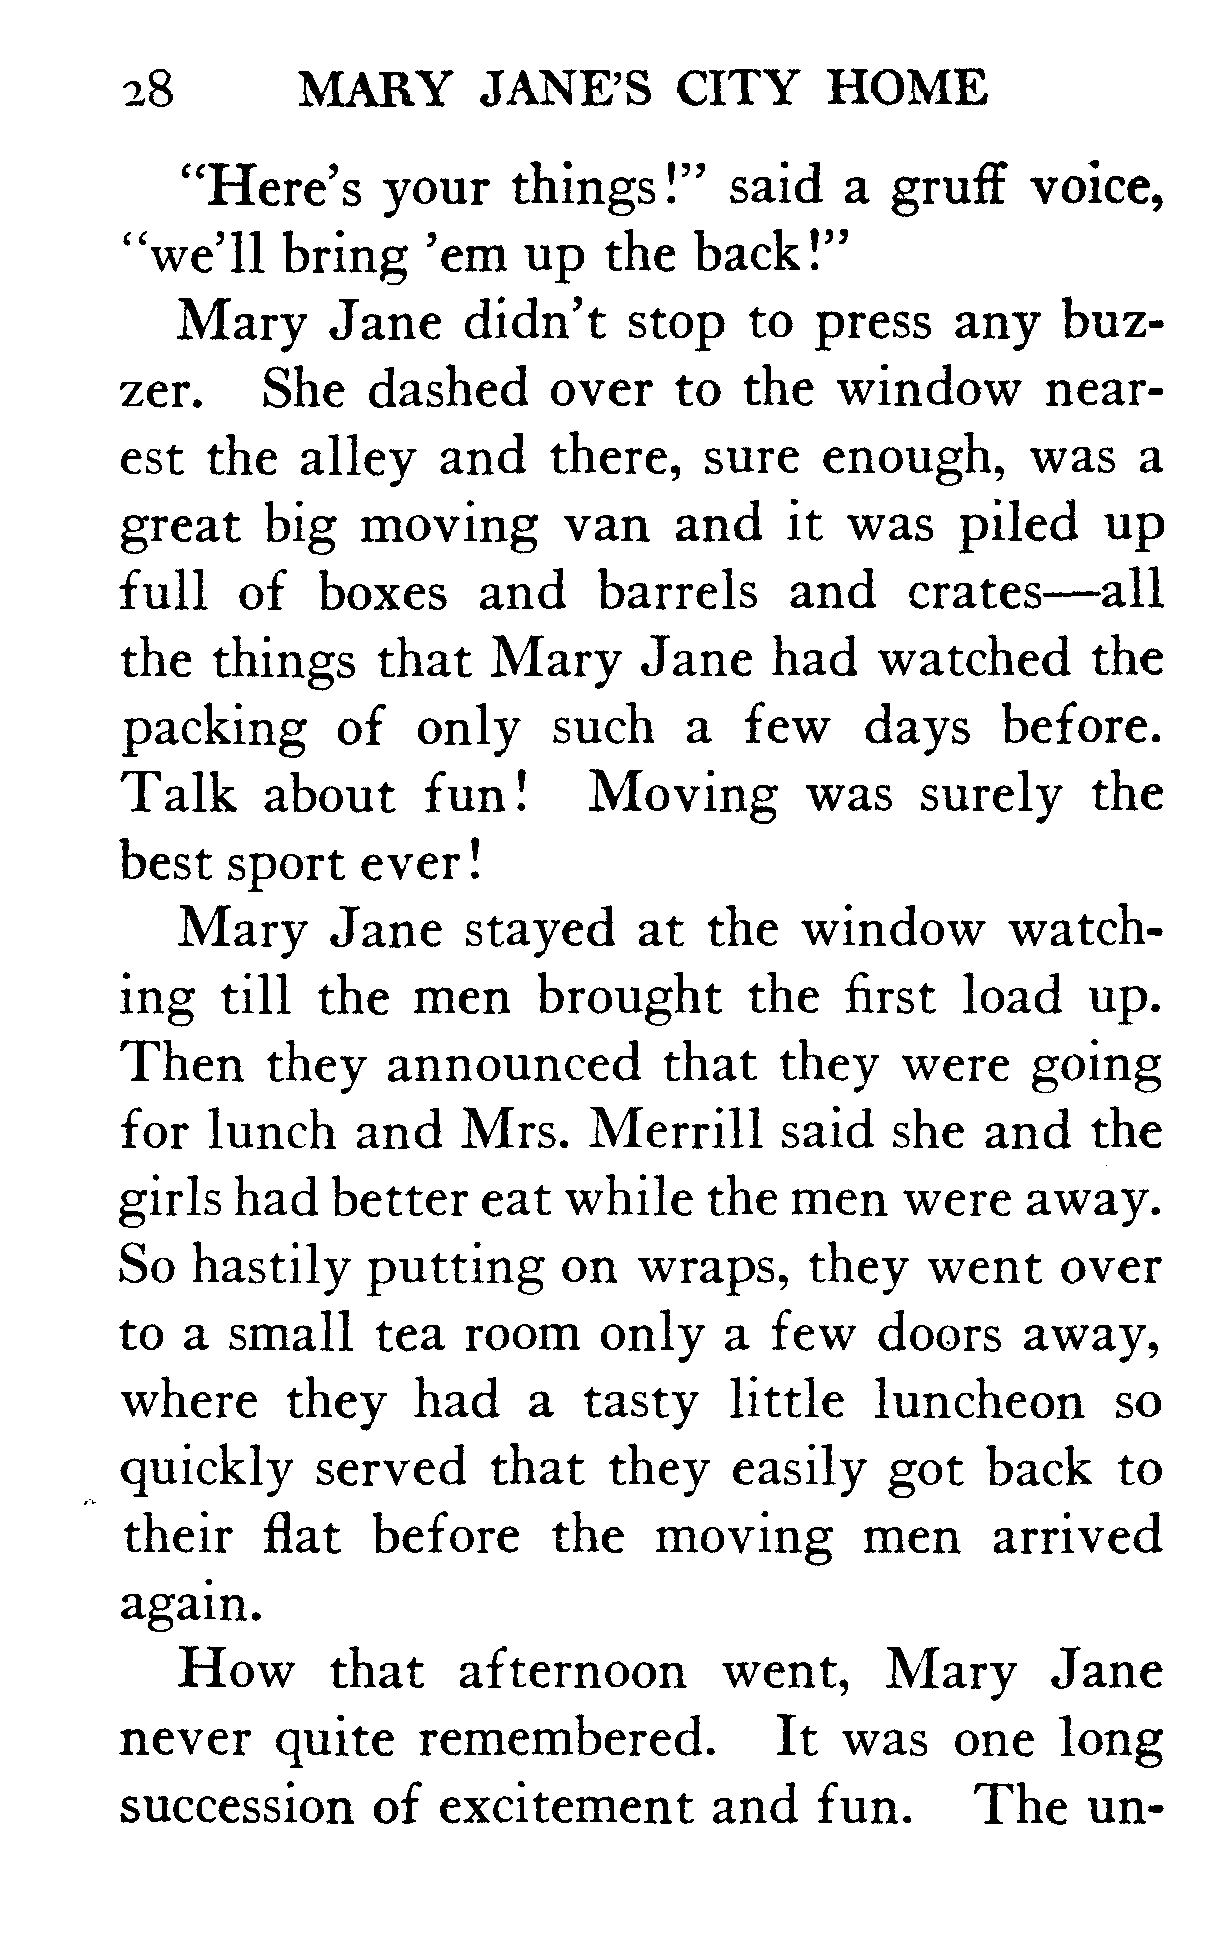 28 MARY JANE'S CITY HOME
"Here's your things!" said a gruff voice,
"we'll bring 'em up the back!"
Mary Jane didn't stop to press any buz-
zer. She dashed over to the window near-
est the alley and there, sure enough, was a
great big moving van and it was piled up
full of boxes and barrels and crates—all
the things that Mary Jane had watched the
packing of only such a few days before.
Talk about fun! Moving was surely the
best sport ever!
Mary Jane stayed at the window watch-
ing till the men brought the first load up.
Then they announced that they were going
for lunch and Mrs. Merrill said she and the
girls had better eat while the men were away.
So hastily putting on wraps, they went over
to a small tea room only a few doors away,
where they had a tasty little luncheon so
quickly served that they easily got back to
their flat before the moving men arrived
again.
How that afternoon went, Mary Jane
never quite remembered. It was one long
succession of excitement and fun. The un-